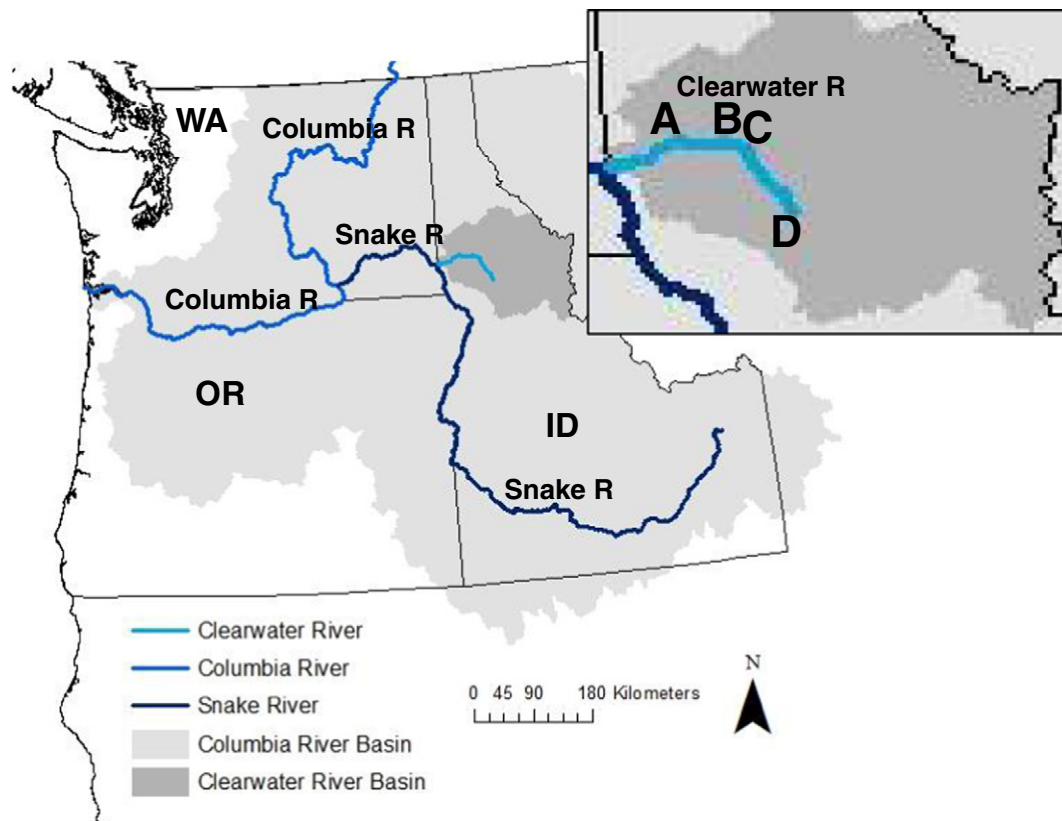 WA
Columbia R
Snake R
Columbia R
OR
ID
Snake R
Clearwater R
A
B
C
D
Clearwater River
Columbia River
Snake River
Columbia River Basin
Clearwater River Basin
0 45 90 180 Kilometers
N